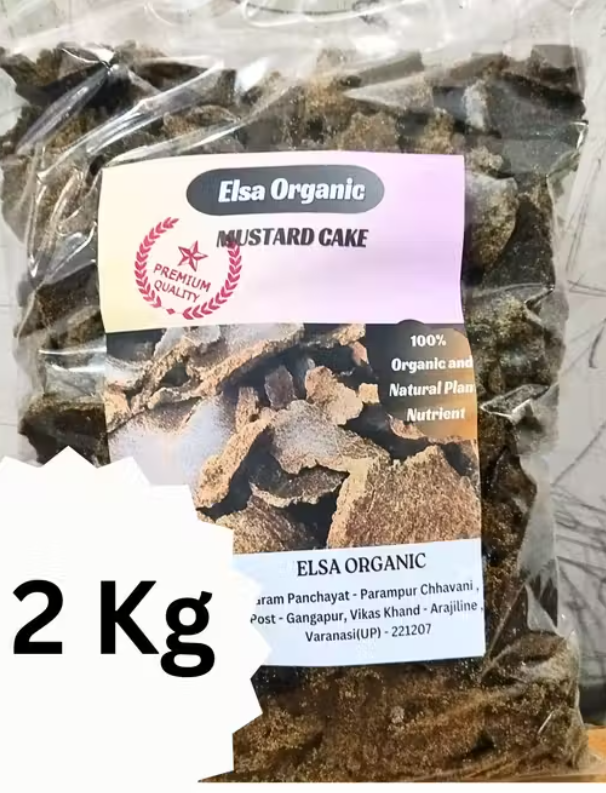 Elsa Organic
MUSTARD CAKE
PREMIUM
QUALITY
100%
Organic and
Natural Plan
Nutrient
ELSA ORGANIC
Panchayat - Parampur Chhavani ,
Post - Gangapur, Vikas Khand - Arajiline ,
Varanasi(UP) - 221207
2 Kg